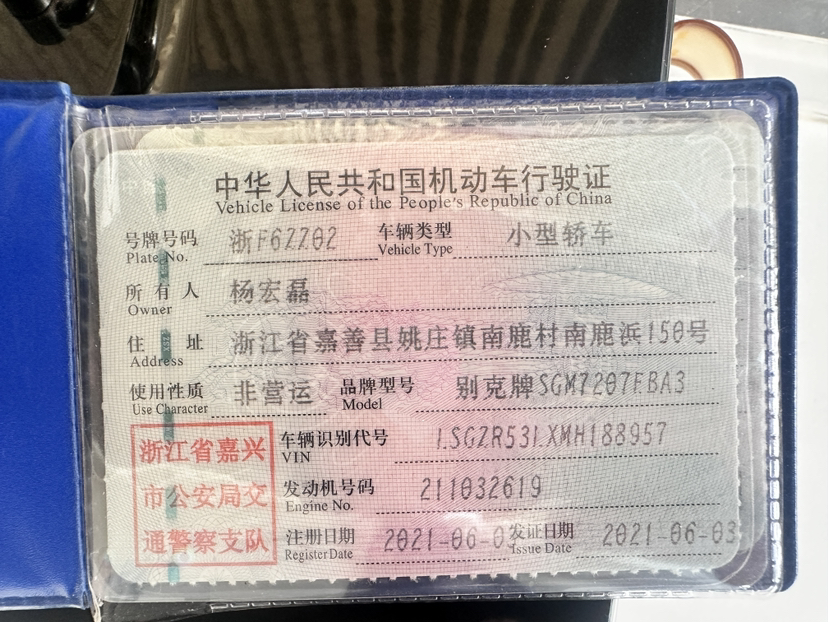 中华人民共和国机动车行驶证
Vehicle License of the People's Republic of China
号牌号码 浙F6ZZ02 车辆类型 小型轿车
Plate No. Vehicle Type
所有人 杨宏磊
Owner
住址 浙江省嘉善县姚庄镇南鹿村南鹿浜150号
Address
使用性质 非营运 品牌型号 别克牌SGM7207FBA3
Use Character Model
浙江省嘉兴
市公安局交
通警察支队
车辆识别代号 LSGZR53LXMH188957
VIN
发动机号码 211032619
Engine No.
注册日期 2021-06-0 发证日期 2021-06-03
Register Date Issue Date